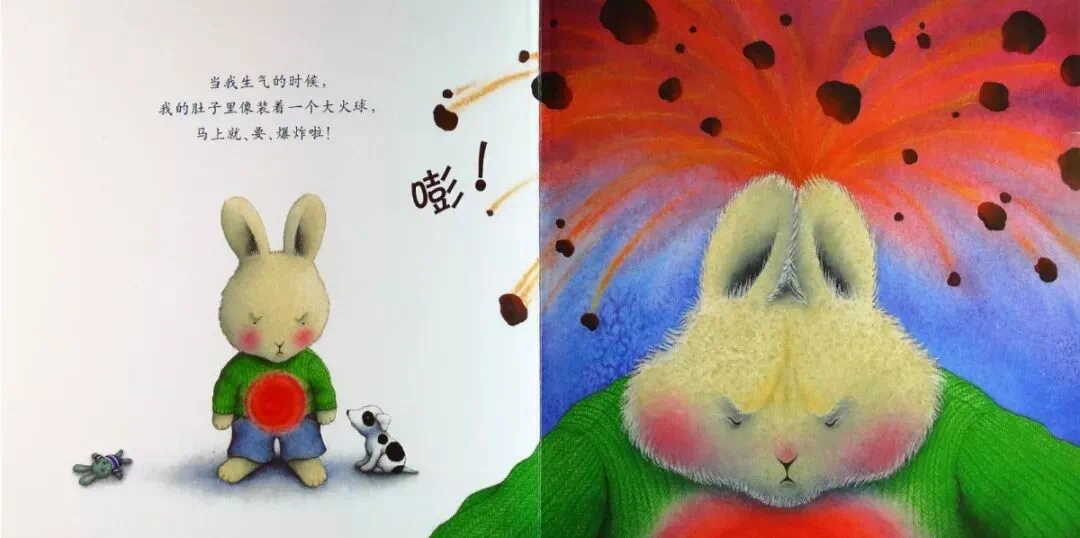 当我生气的时候，
我的肚子里像装着一个大火球，
马上就、要、爆炸啦！
嘭！